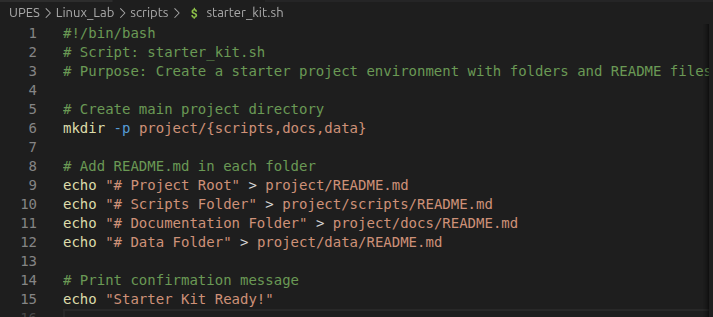 UPES > Linux_Lab > scripts > $ starter_kit.sh
1 #!/bin/bash
2 # Script: starter_kit.sh
3 # Purpose: Create a starter project environment with folders and README files
4
5 # Create main project directory
6 mkdir -p project/{scripts,docs,data}
7
8 # Add README.md in each folder
9 echo "# Project Root" > project/README.md
10 echo "# Scripts Folder" > project/scripts/README.md
11 echo "# Documentation Folder" > project/docs/README.md
12 echo "# Data Folder" > project/data/README.md
13
14 # Print confirmation message
15 echo "Starter Kit Ready!"
16